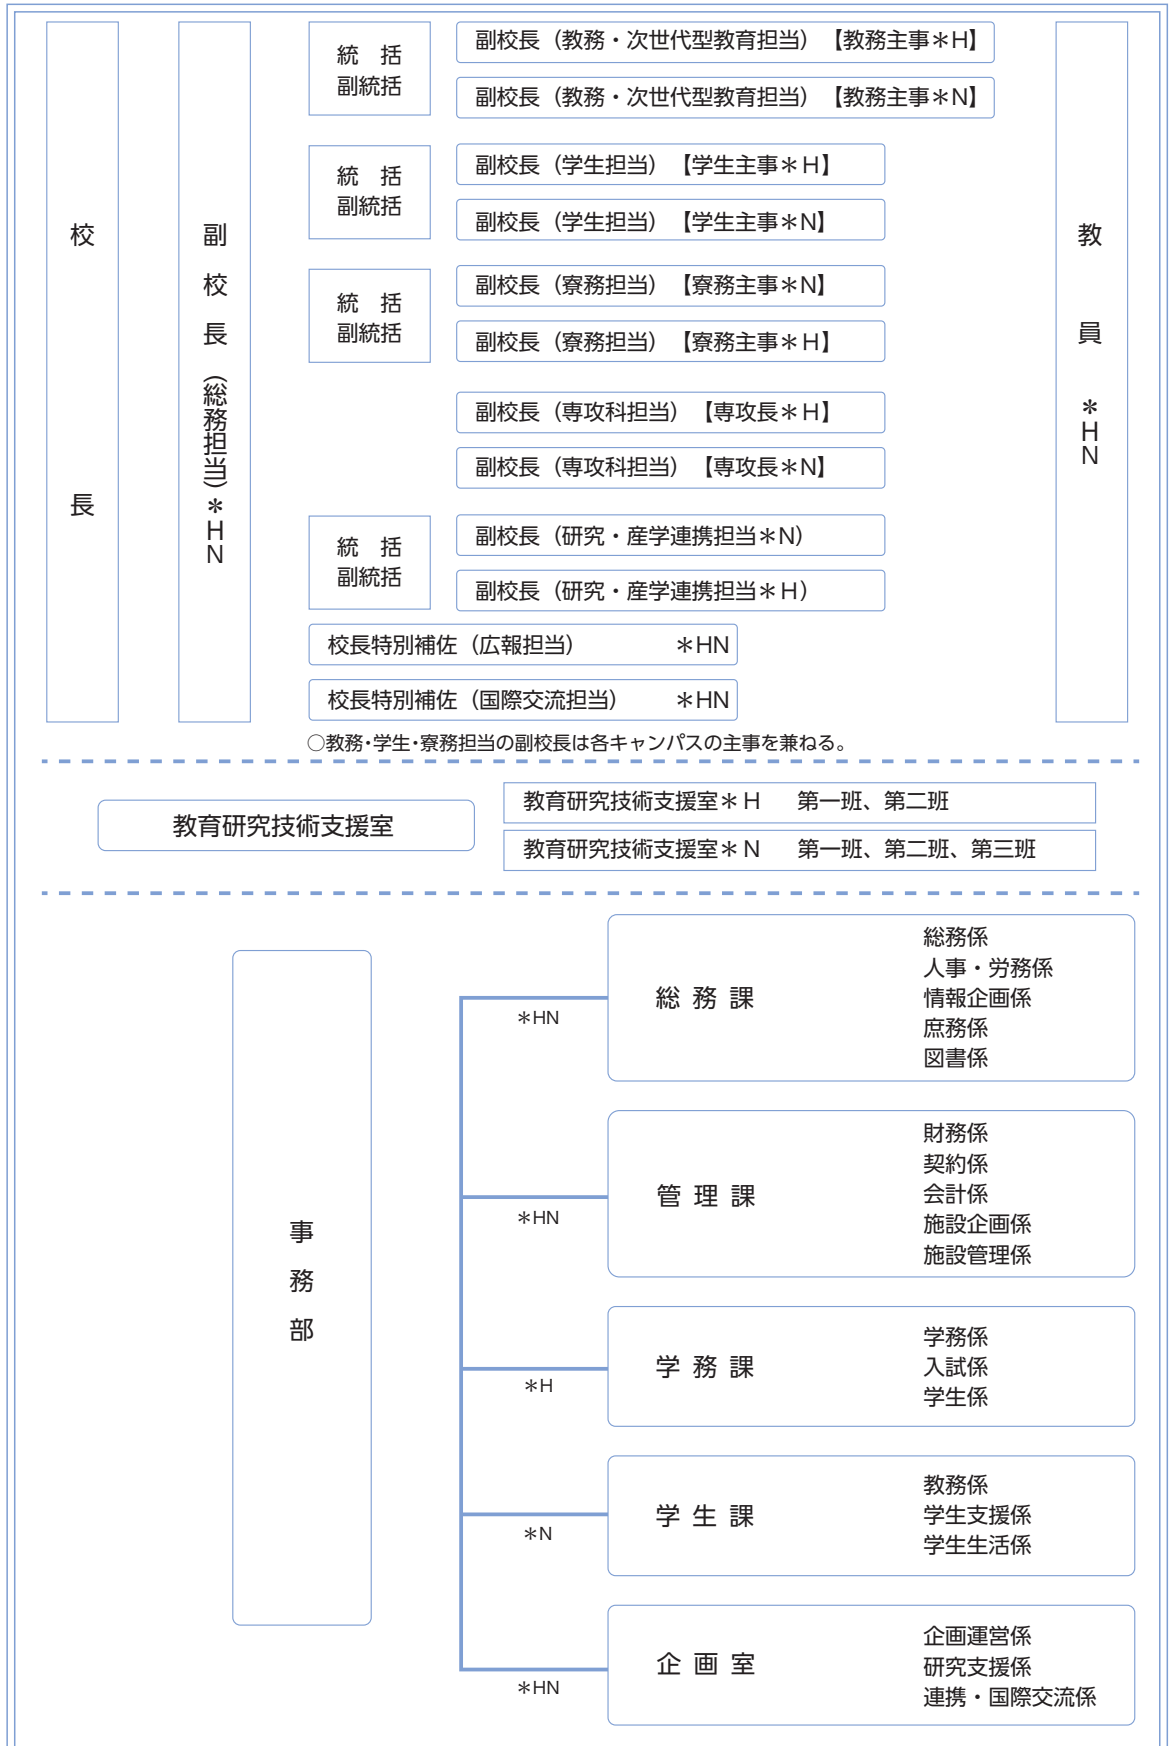 校長
副校長（総務担当）＊HN
統括
副統括
副校長（教務・次世代型教育担当）【教務主事＊H】
副校長（教務・次世代型教育担当）【教務主事＊N】
統括
副統括
副校長（学生担当）【学生主事＊H】
副校長（学生担当）【学生主事＊N】
統括
副統括
副校長（寮務担当）【寮務主事＊N】
副校長（寮務担当）【寮務主事＊H】
副校長（専攻科担当）【専攻長＊H】
副校長（専攻科担当）【専攻長＊N】
統括
副統括
副校長（研究・産学連携担当＊N）
副校長（研究・産学連携担当＊H）
校長特別補佐（広報担当） ＊HN
校長特別補佐（国際交流担当） ＊HN
教員 ＊HN
○教務・学生・寮務担当の副校長は各キャンパスの主事を兼ねる。
教育研究技術支援室
教育研究技術支援室＊H 第一班、第二班
教育研究技術支援室＊N 第一班、第二班、第三班
事務部
＊HN
総務課
総務係
人事・労務係
情報企画係
庶務係
図書係
＊HN
管理課
財務係
契約係
会計係
施設企画係
施設管理係
＊H
学務課
学務係
入試係
学生係
＊N
学生課
教務係
学生支援係
学生生活係
＊HN
企画室
企画運営係
研究支援係
連携・国際交流係